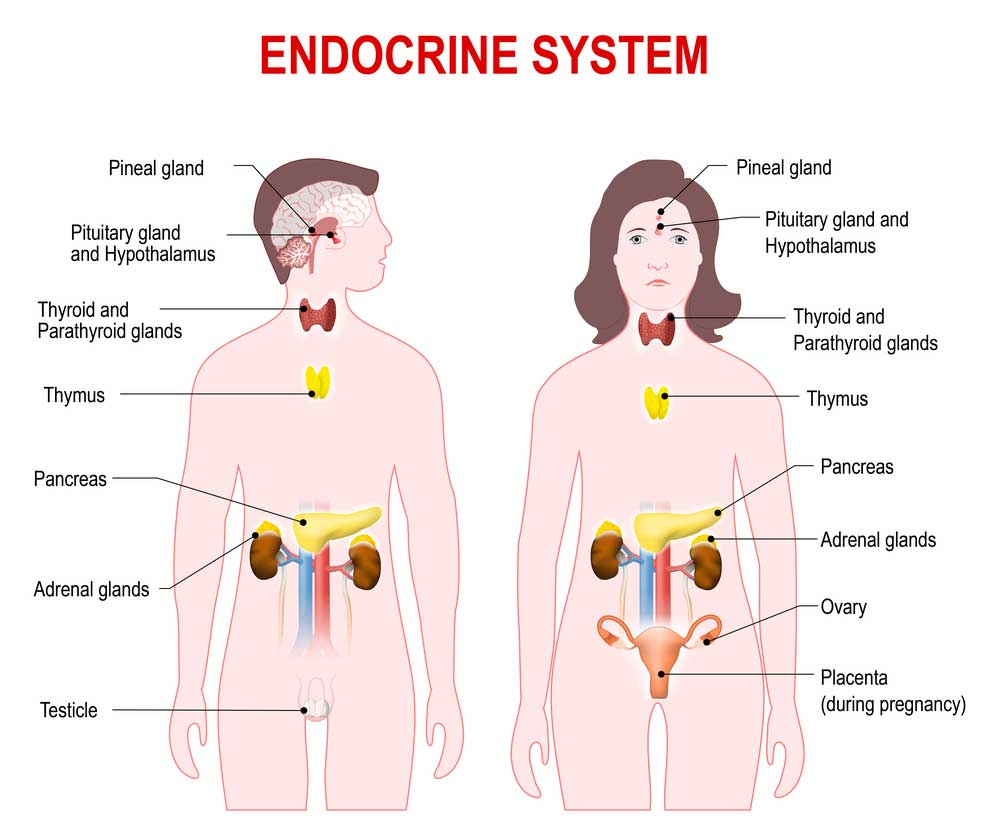 ENDOCRINE SYSTEM
Pineal gland
Pituitary gland
and Hypothalamus
Thyroid and
Parathyroid glands
Thymus
Pancreas
Adrenal glands
Testicle
Pineal gland
Pituitary gland and
Hypothalamus
Thyroid and
Parathyroid glands
Thymus
Pancreas
Adrenal glands
Ovary
Placenta
(during pregnancy)